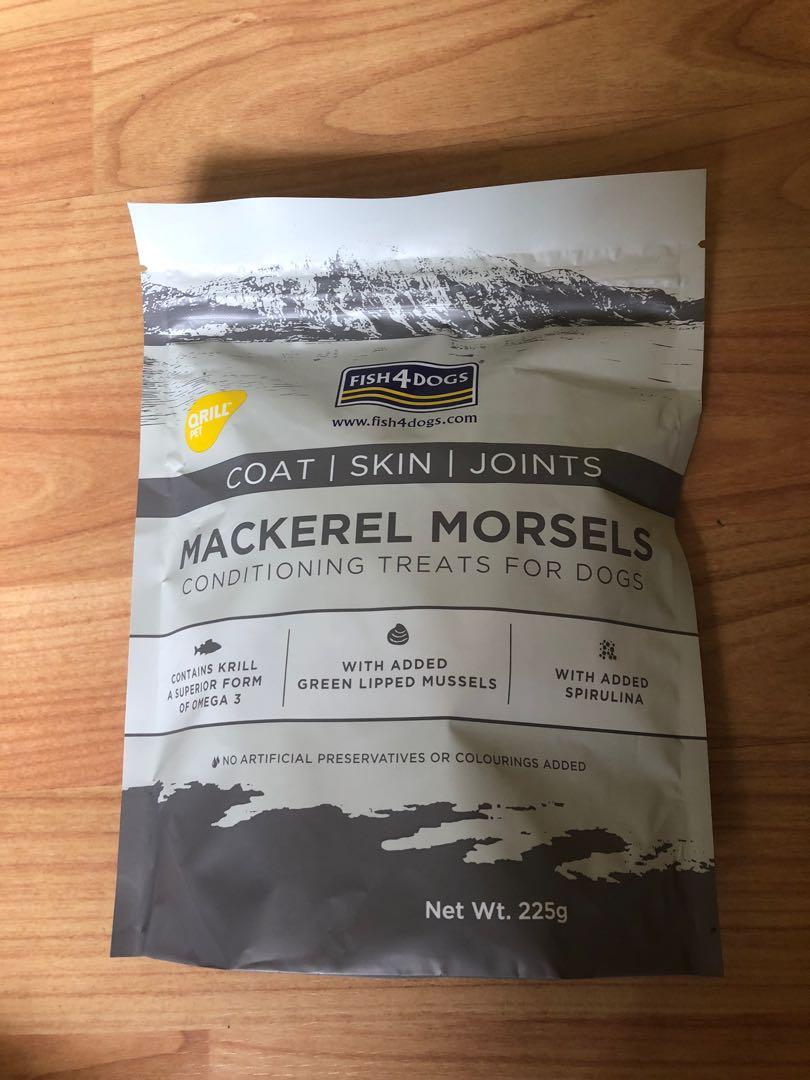 FISH4DOGS
www.fish4dogs.com
QRILL™
PET
COAT | SKIN | JOINTS
MACKEREL MORSELS
CONDITIONING TREATS FOR DOGS
CONTAINS KRILL
A SUPERIOR FORM
OF OMEGA 3
WITH ADDED
GREEN LIPPED MUSSELS
WITH ADDED
SPIRULINA
NO ARTIFICIAL PRESERVATIVES OR COLOURINGS ADDED
Net Wt. 225g